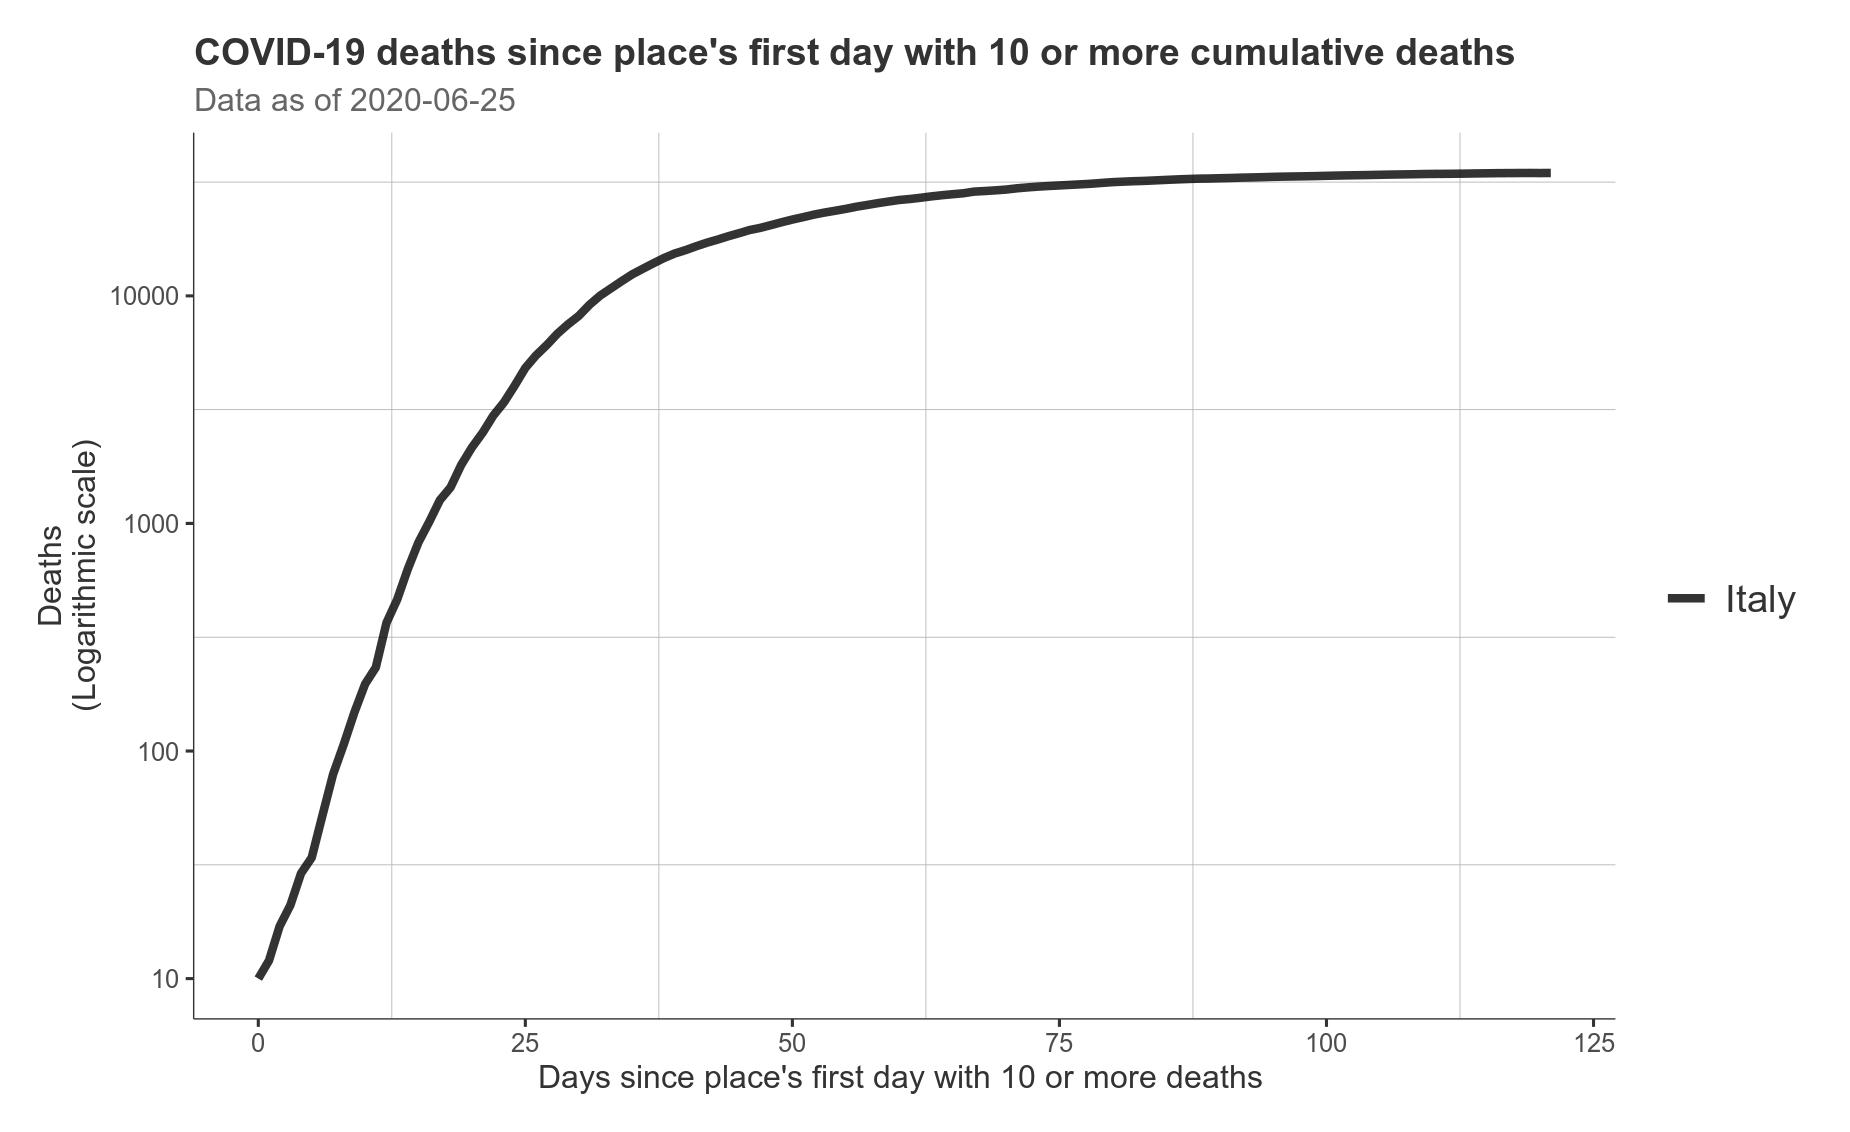 COVID-19 deaths since place's first day with 10 or more cumulative deaths
Data as of 2020-06-25
Deaths
(Logarithmic scale)
10000
1000
100
10
0
25
50
75
100
125
Days since place's first day with 10 or more deaths
Italy